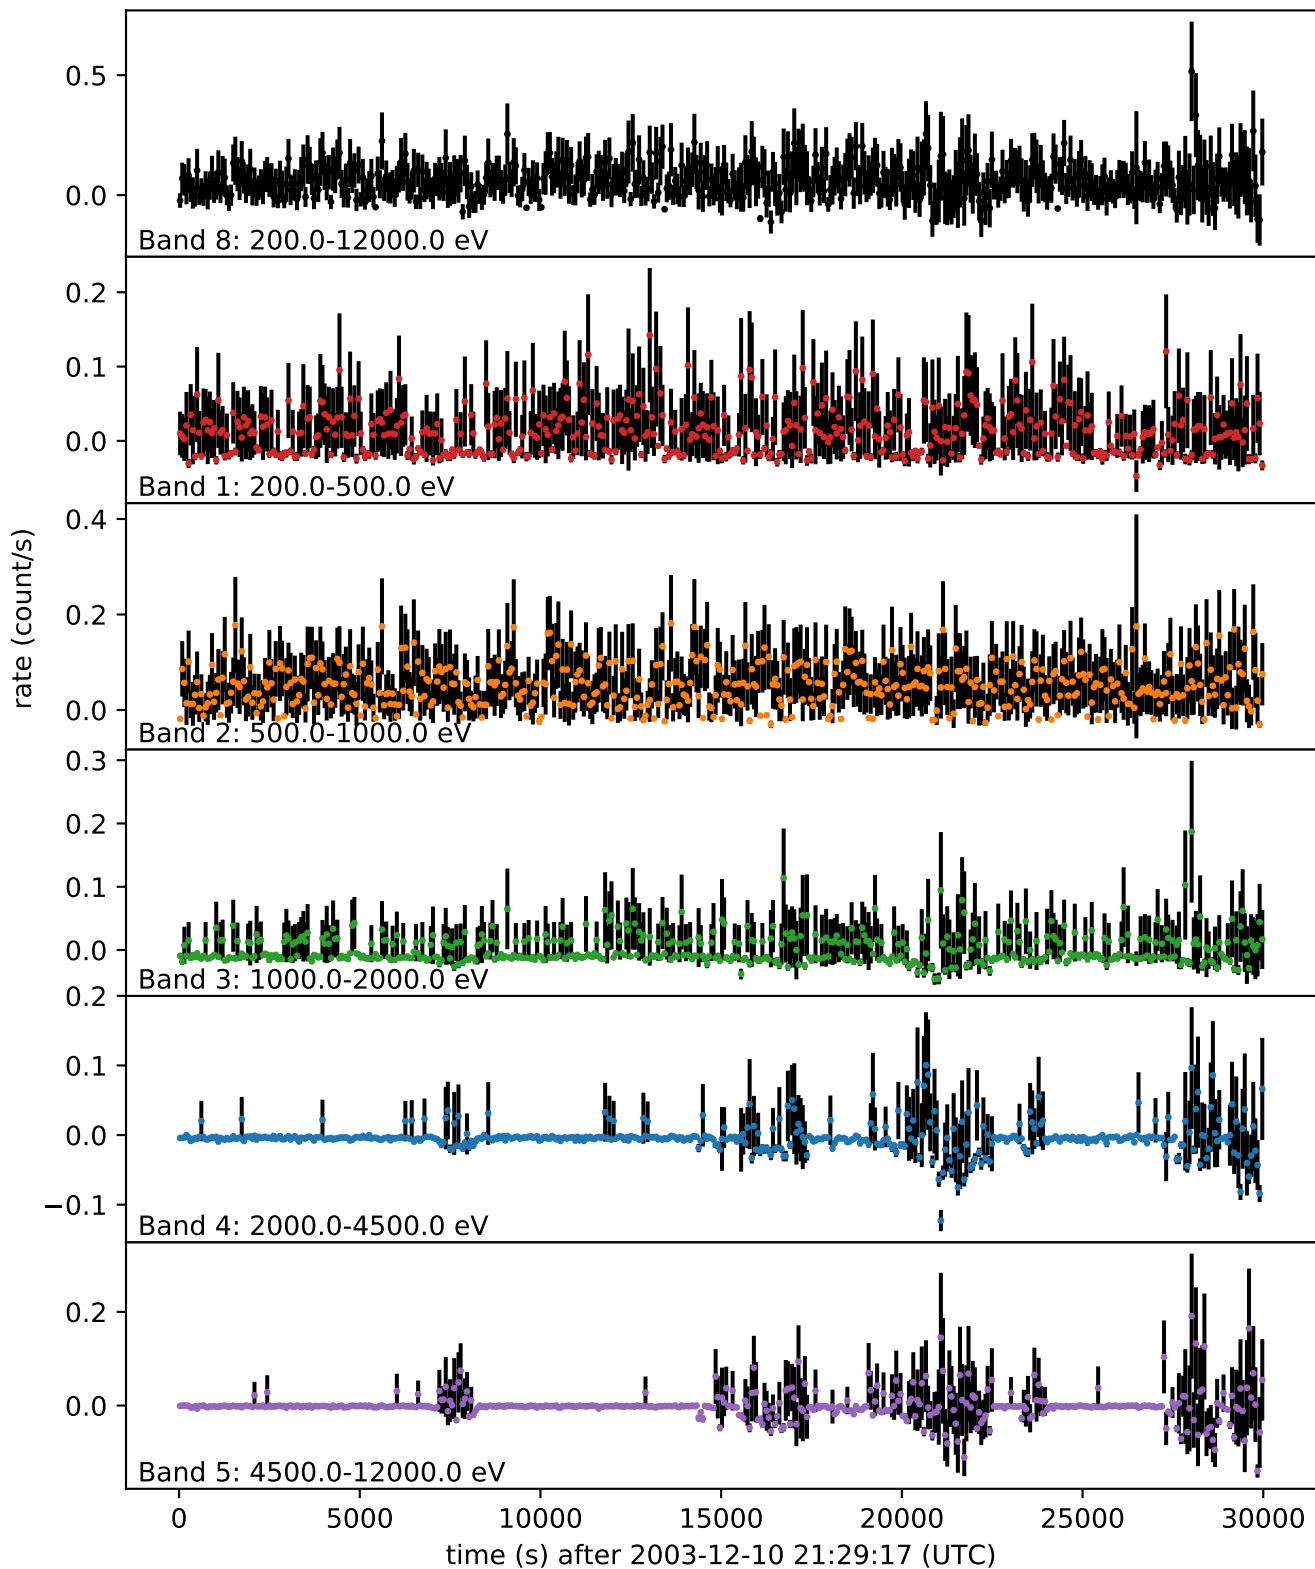 0.5
0.0
Band 8: 200.0-12000.0 eV
0.2
0.1
0.0
Band 1: 200.0-500.0 eV
rate (count/s)
0.4
0.2
0.0
Band 2: 500.0-1000.0 eV
0.3
0.2
0.1
0.0
Band 3: 1000.0-2000.0 eV
0.2
0.1
0.0
−0.1
Band 4: 2000.0-4500.0 eV
0.2
0.0
Band 5: 4500.0-12000.0 eV
0 5000 10000 15000 20000 25000 30000
time (s) after 2003-12-10 21:29:17 (UTC)